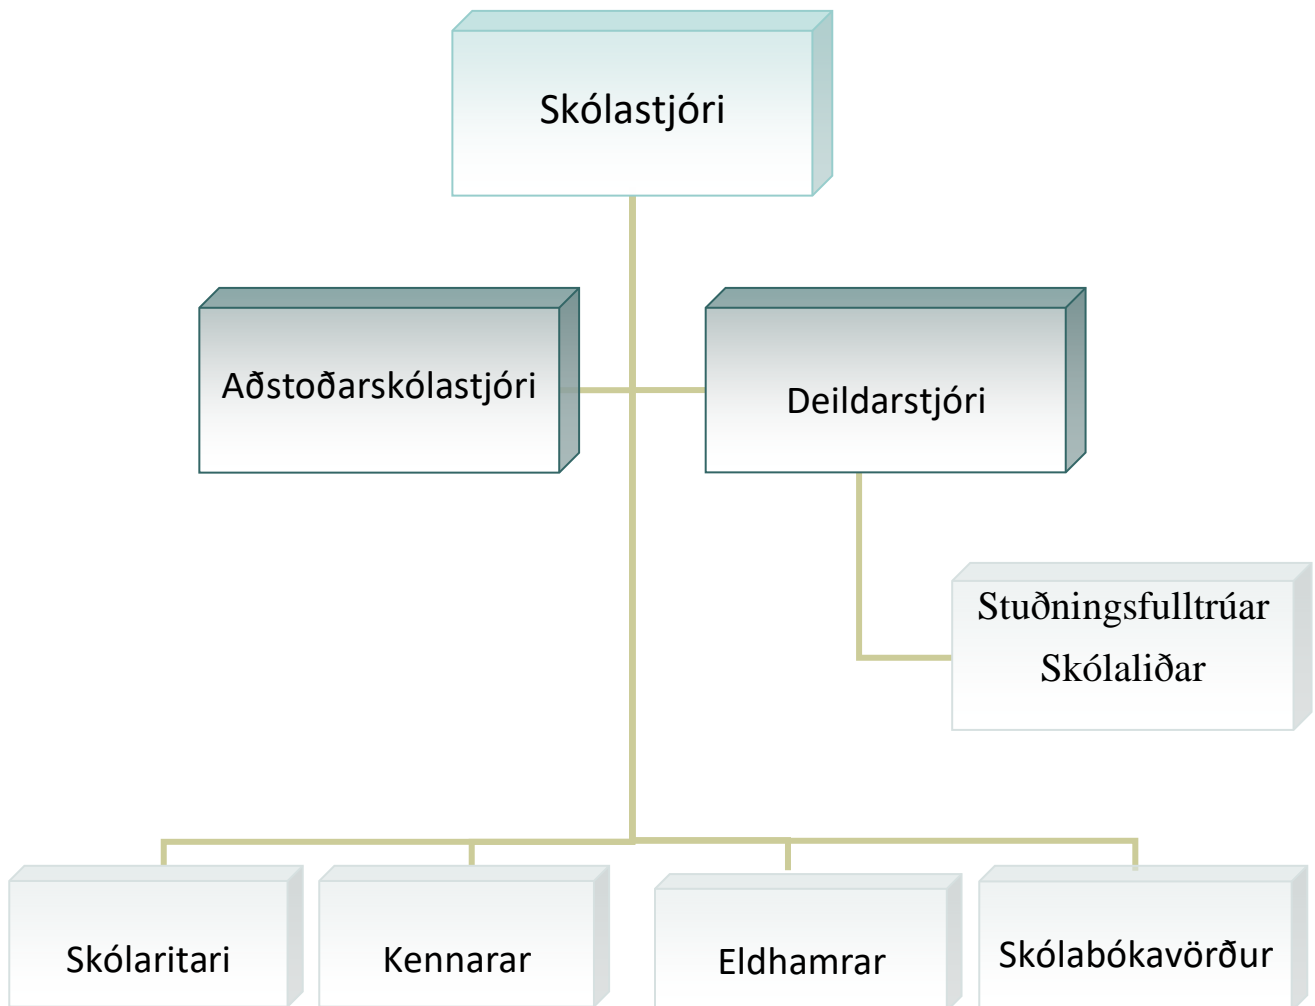 Skólastjóri
Aðstoðarskólastjóri
Deildarstjóri
Stuðningsfulltrúar
Skólaliðar
Skólaritari
Kennarar
Eldhamrar
Skólabókavörður